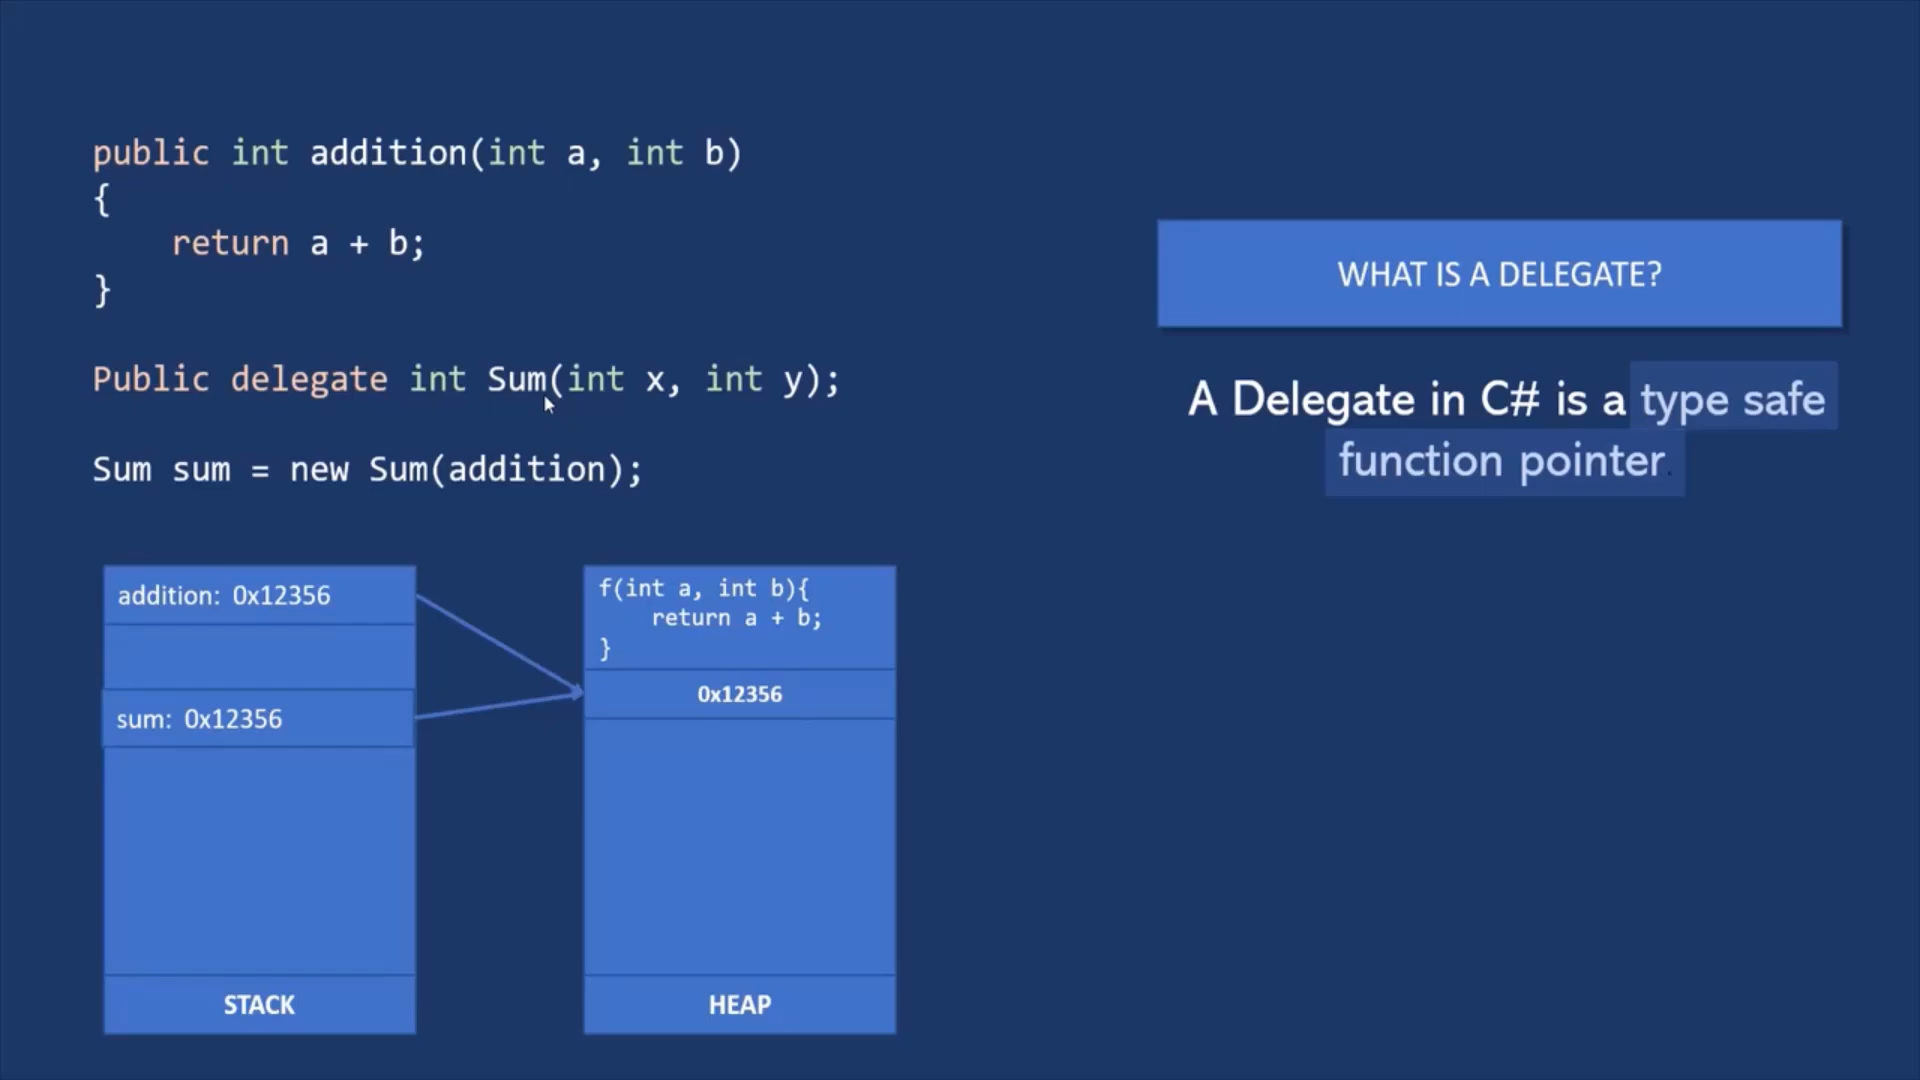 public int addition(int a, int b)
{
    return a + b;
}
Public delegate int Sum(int x, int y);
Sum sum = new Sum(addition);
WHAT IS A DELEGATE?
A Delegate in C# is a type safe
function pointer.
addition: 0x12356
sum: 0x12356
STACK
f(int a, int b){
    return a + b;
}
0x12356
HEAP